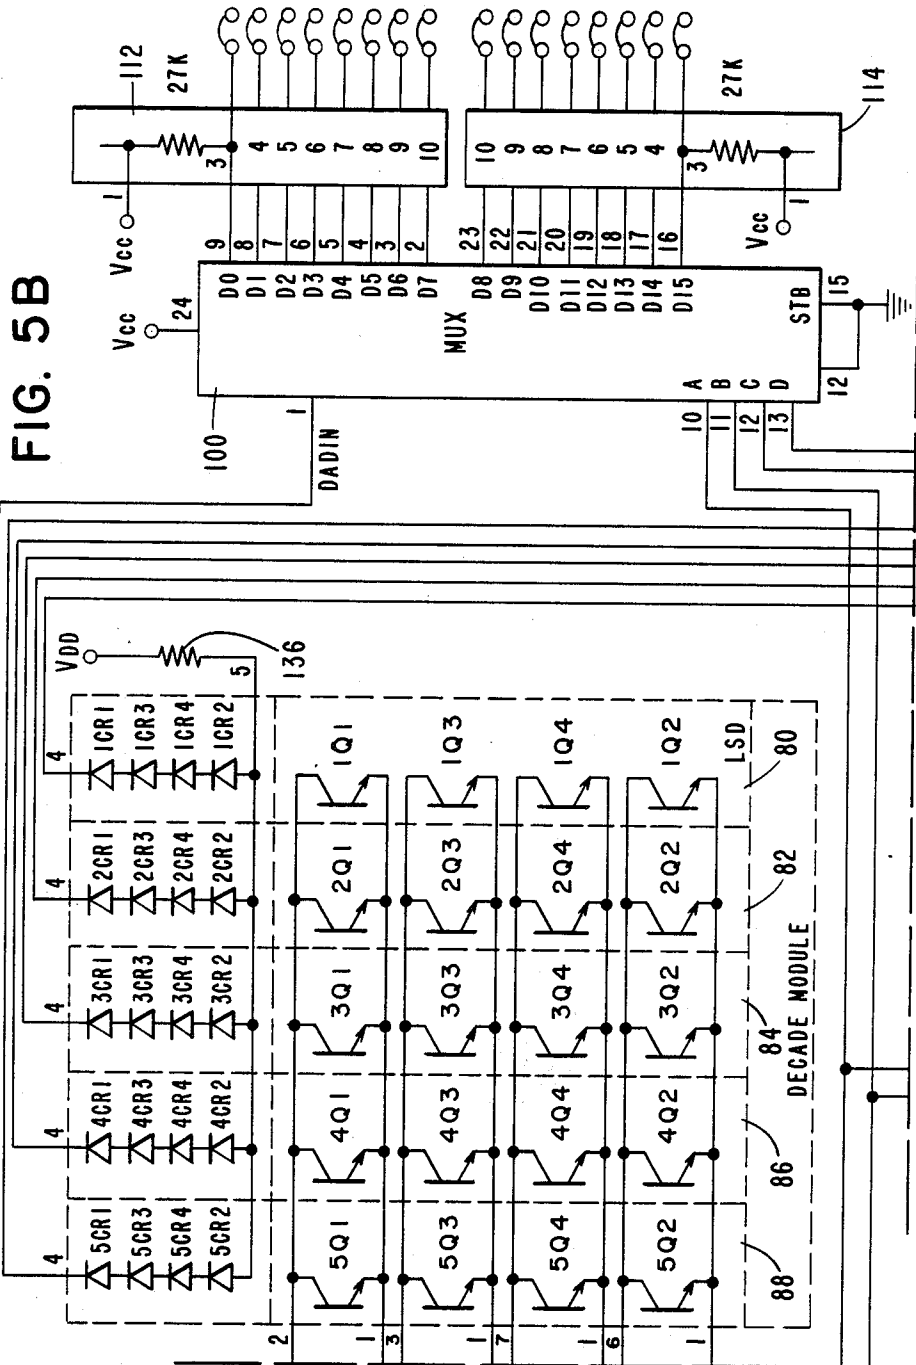 FIG. 5B
112
27K
27K
114
1
3
4
5
6
7
8
9
10
10
9
8
7
6
5
4
3
1
Vcc
Vcc
Vcc
24
9
8
7
6
5
4
3
2
23
22
21
20
19
18
17
16
D0
D1
D2
D3
D4
D5
D6
D7
D8
D9
D10
D11
D12
D13
D14
D15
MUX
STB
15
12
100
1
DADIN
A
B
C
D
10
11
12
13
VDD
136
5
4
4
4
4
4
5CR1
5CR3
5CR4
5CR2
4CR1
4CR3
4CR4
4CR2
3CR1
3CR3
3CR4
3CR2
2CR1
2CR3
2CR4
2CR2
1CR1
1CR3
1CR4
1CR2
5Q1 4Q1 3Q1 2Q1 1Q1
5Q3 4Q3 3Q3 2Q3 1Q3
5Q4 4Q4 3Q4 2Q4 1Q4
5Q2 4Q2 3Q2 2Q2 1Q2
LSD
2
1
3
1
7
1
6
1
88
86
84
82
80
DECADE MODULE